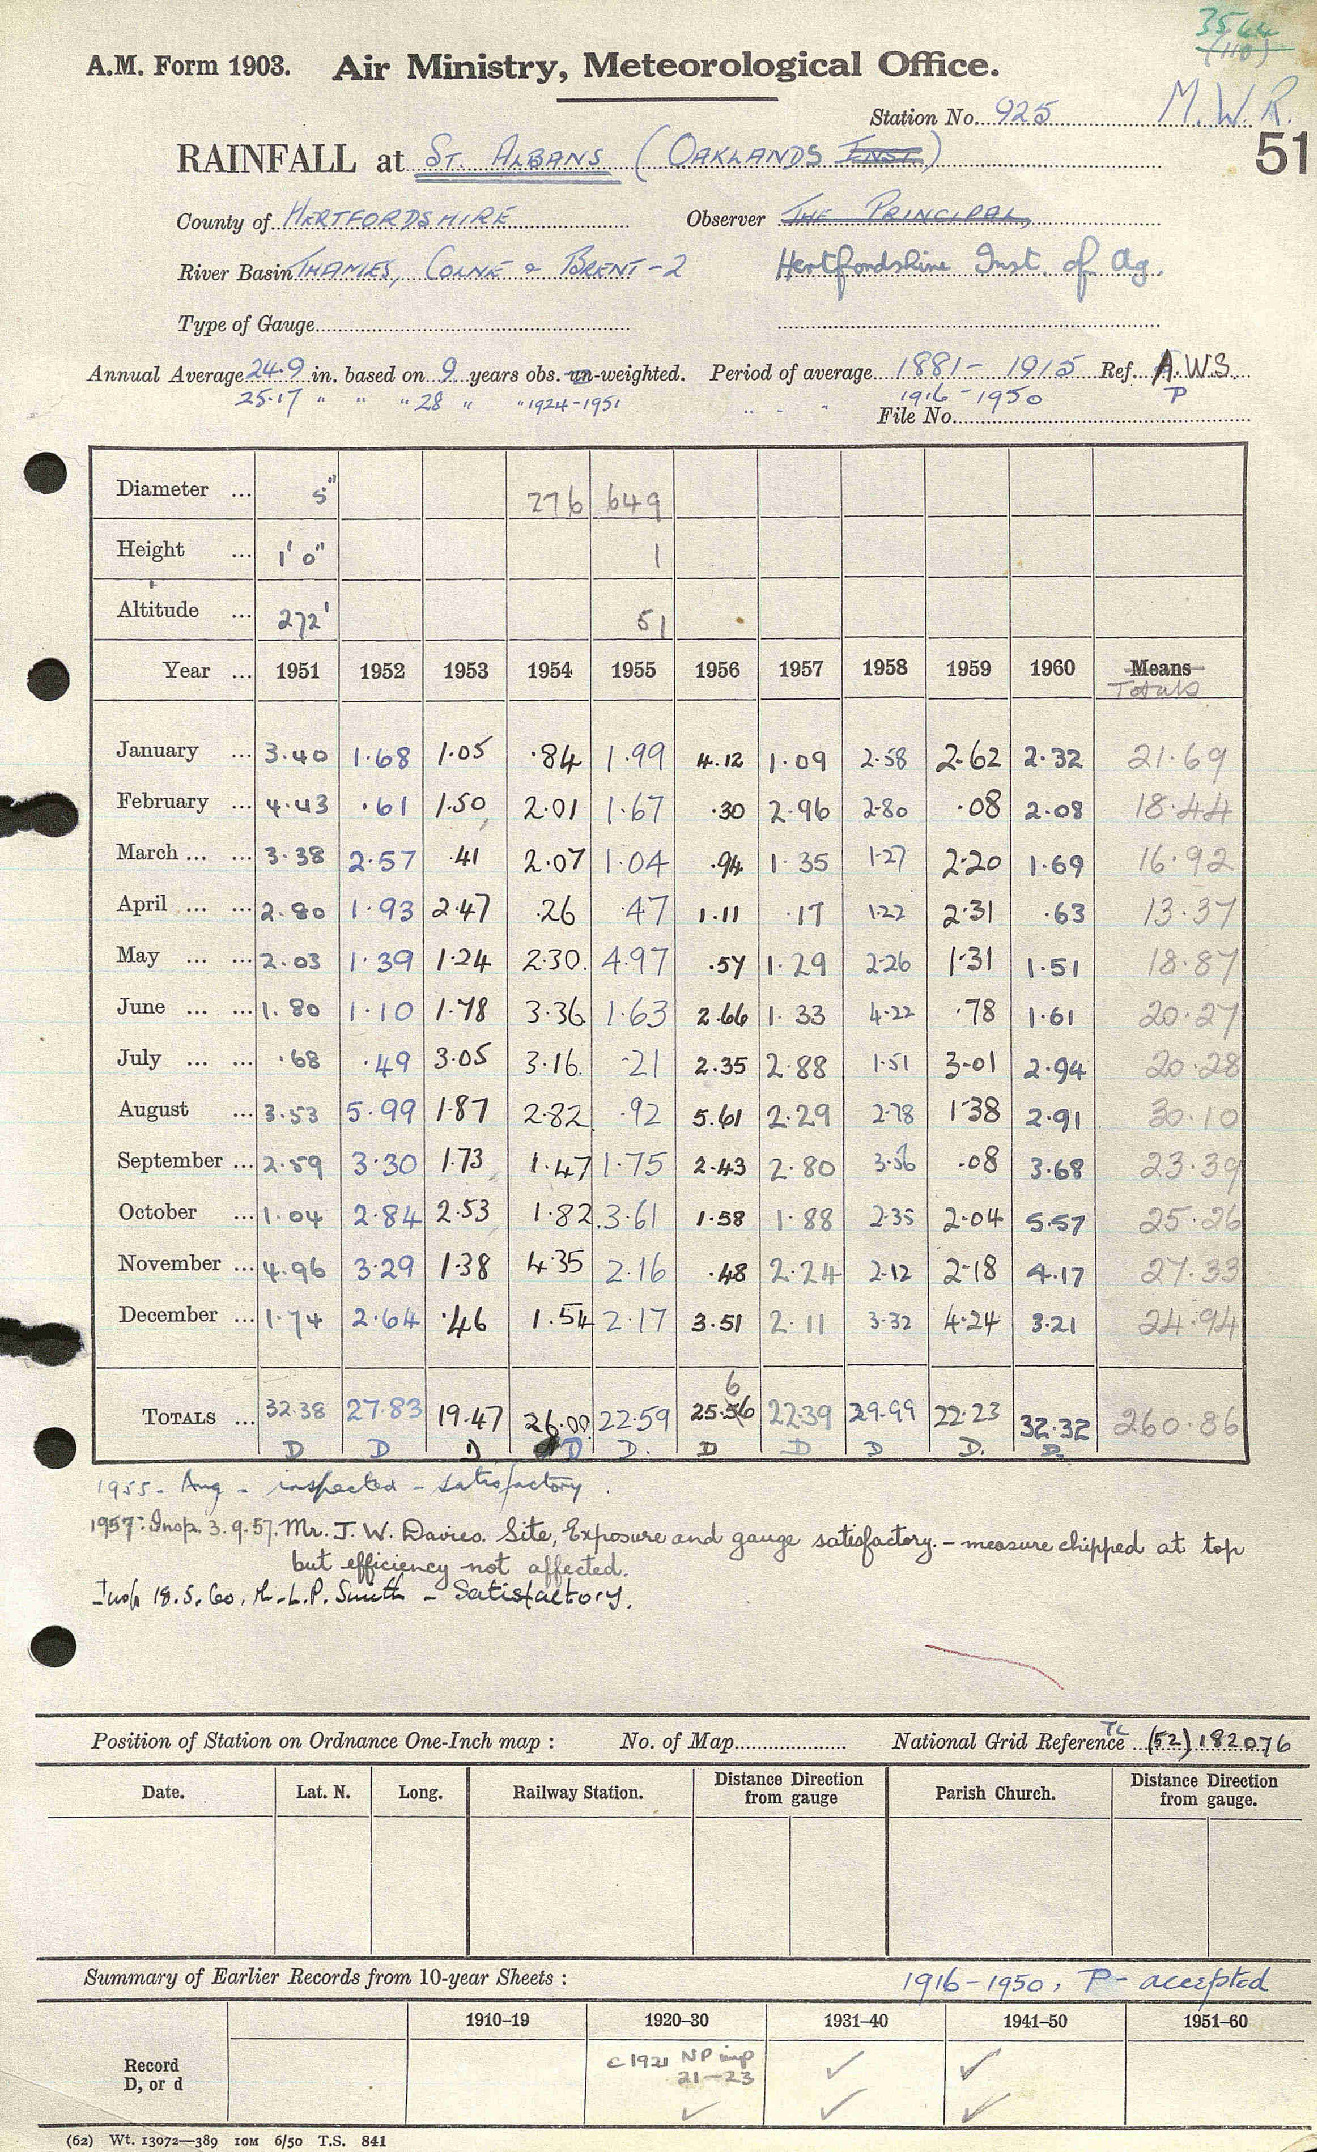 3564
(110)
A.M. Form 1903. Air Ministry, Meteorological Office.
Station No. 925 M.W.R.
51
RAINFALL at ST. ALBANS (OAKLANDS INST.)
County of HERTFORDSHIRE Observer THE PRINCIPAL,
River Basin THAMES, COLNE & BRENT-2 Hertfordshire Inst. of Ag.
Type of Gauge
Annual Average 24.9 in. based on 9 years obs. un-weighted. Period of average 1881-1915 Ref. A.W.S.
25.17 " " " 28 " " 1924-1951 " " " 1916-1950 P
File No.
Diameter ... 5" 276 649
Height ... 1' 0" 1
Altitude ... 272' 51
Year ... 1951 1952 1953 1954 1955 1956 1957 1958 1959 1960 Means
Totals
January ... 3.40 1.68 1.05 .84 1.99 4.12 1.09 2.58 2.62 2.32 21.69
February ... 4.43 .61 1.50 2.01 1.67 .30 2.96 2.80 .08 2.08 18.44
March ... ... 3.38 2.57 .41 2.07 1.04 .94 1.35 1.27 2.20 1.69 16.92
April ... ... 2.80 1.93 2.47 .26 .47 1.11 .17 1.22 2.31 .63 13.37
May ... ... 2.03 1.39 1.24 2.30 4.97 .57 1.29 2.26 1.31 1.51 18.87
June ... ... 1.80 1.10 1.78 3.36 1.63 2.66 1.33 4.22 .78 1.61 20.27
July ... ... .68 .49 3.05 3.16 .21 2.35 2.88 1.51 3.01 2.94 20.28
August ... 3.53 5.99 1.87 2.82 .92 5.61 2.29 2.78 1.38 2.91 30.10
September ... 2.59 3.30 1.73 1.47 1.75 2.43 2.80 3.56 .08 3.68 23.39
October ... 1.04 2.84 2.53 1.82 3.61 1.58 1.88 2.35 2.04 5.57 25.26
November ... 4.96 3.29 1.38 4.35 2.16 .48 2.24 2.12 2.18 4.17 27.33
December ... 1.74 2.64 .46 1.54 2.17 3.51 2.11 3.32 4.24 3.21 24.94
6
TOTALS ... 32.38 27.83 19.47 26.00 22.59 25.56 22.39 29.99 22.23 32.32 260.86
D D D D D. D D D D. D.
1955 - Aug - inspected - satisfactory.
1957: Insp. 3.9.57. Mr. J. W. Davies. Site, Exposure and gauge satisfactory. - measure chipped at top
but efficiency not affected.
Insp 18.5.60. Mr. L.P. Smith - Satisfactory.
Position of Station on Ordnance One-Inch map : No. of Map National Grid Reference TL (52) 182076
Date. Lat. N. Long. Railway Station. Distance Direction from gauge Parish Church. Distance Direction from gauge.
Summary of Earlier Records from 10-year Sheets : 1916-1950, P- accepted
1910-19 1920-30 1931-40 1941-50 1951-60
Record
D, or d
c 1921 NP imp ✓ ✓
21-23
✓ ✓ ✓
(62) Wt. 13072—389 10M 6/50 T.S. 841